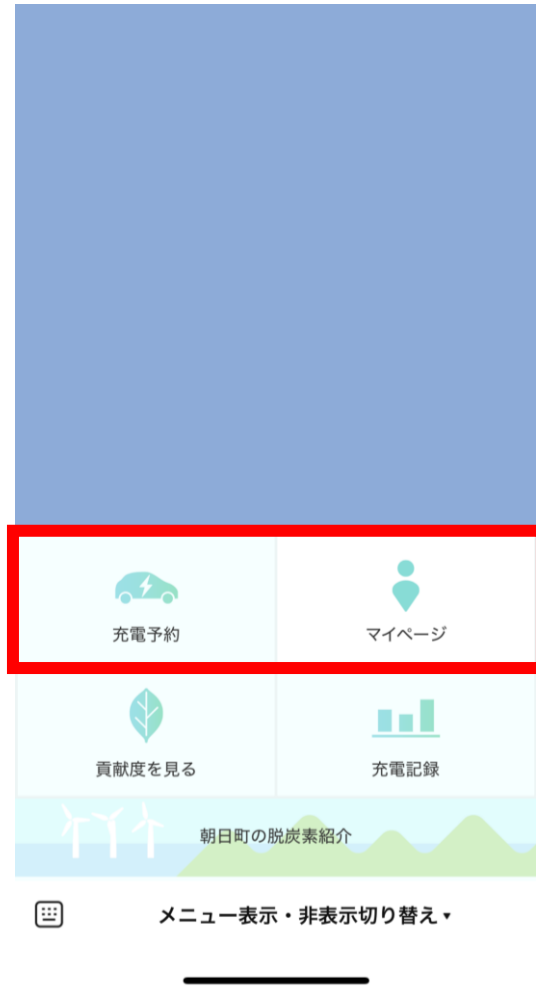 充電予約
マイページ
貢献度を見る
充電記録
朝日町の脱炭素紹介
メニュー表示・非表示切り替え▾